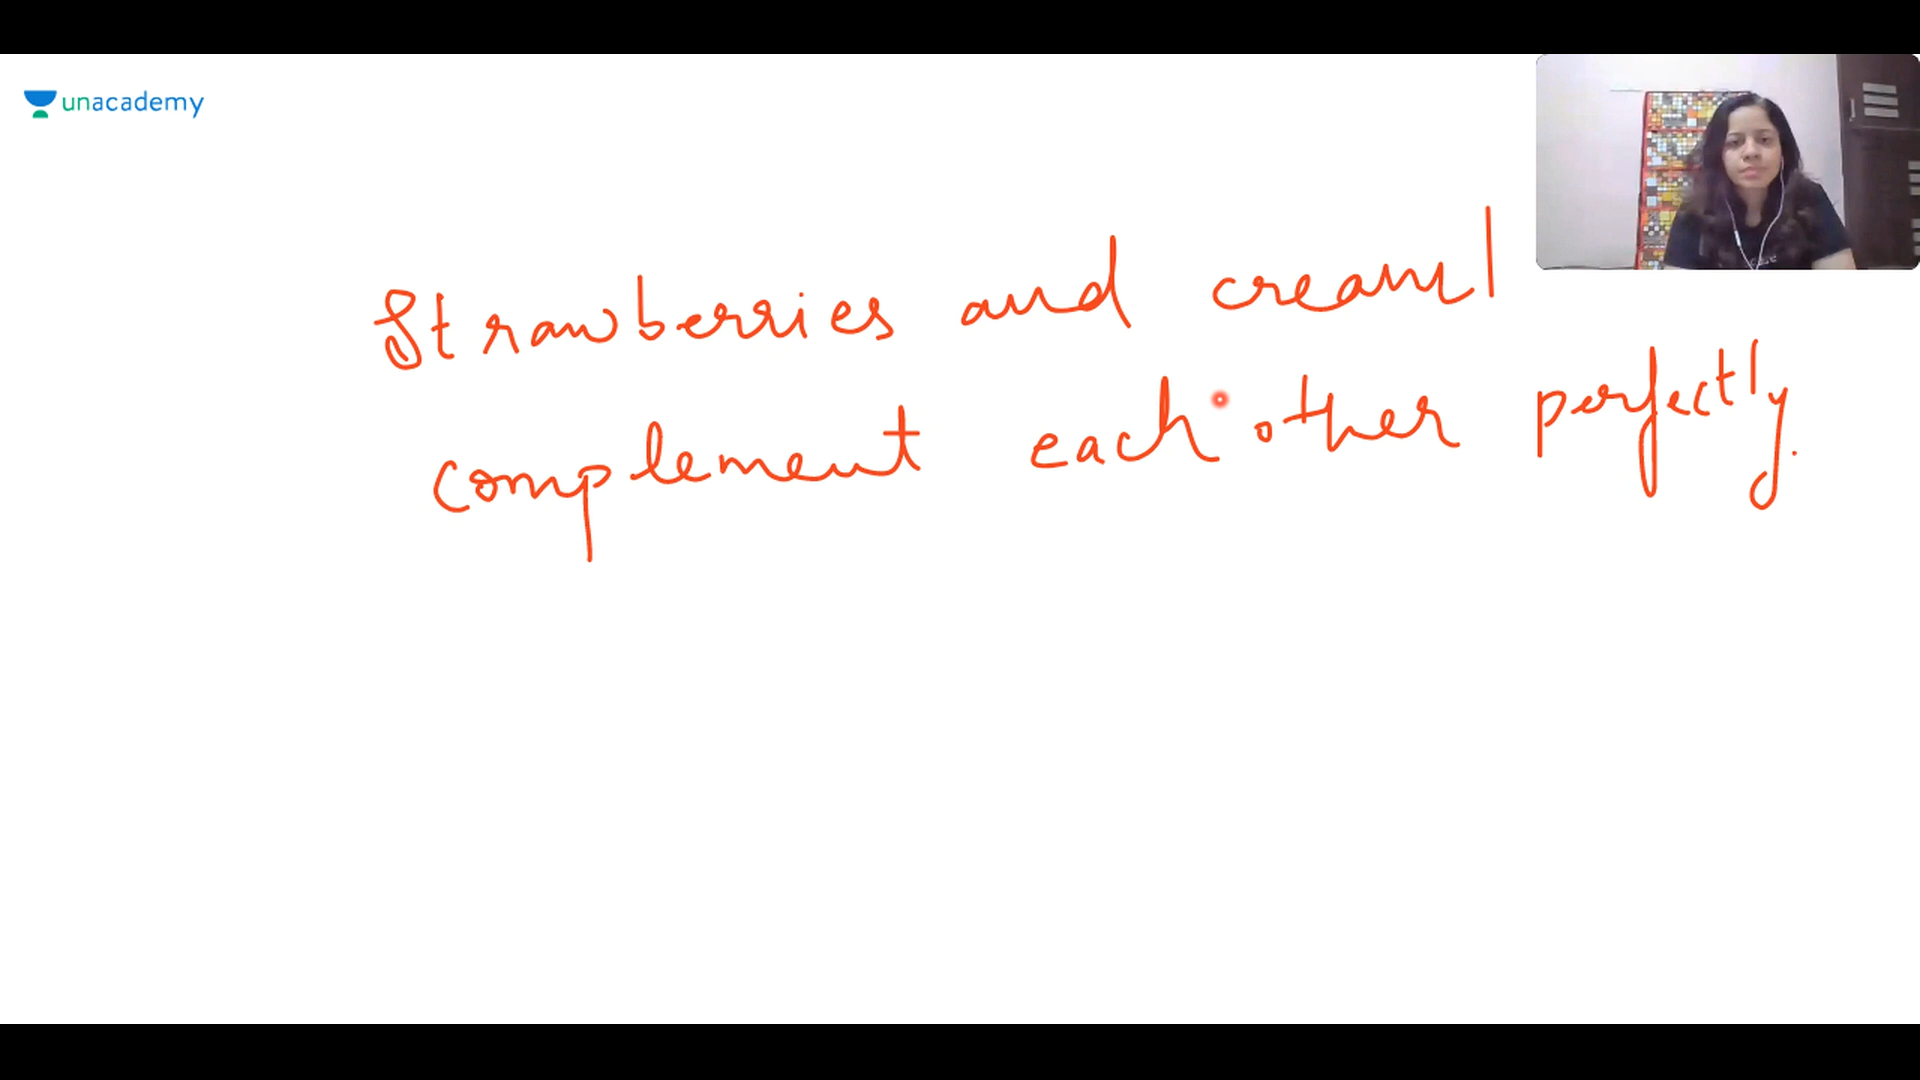 unacademy
Strawberries and cream |
complement each other perfectly.